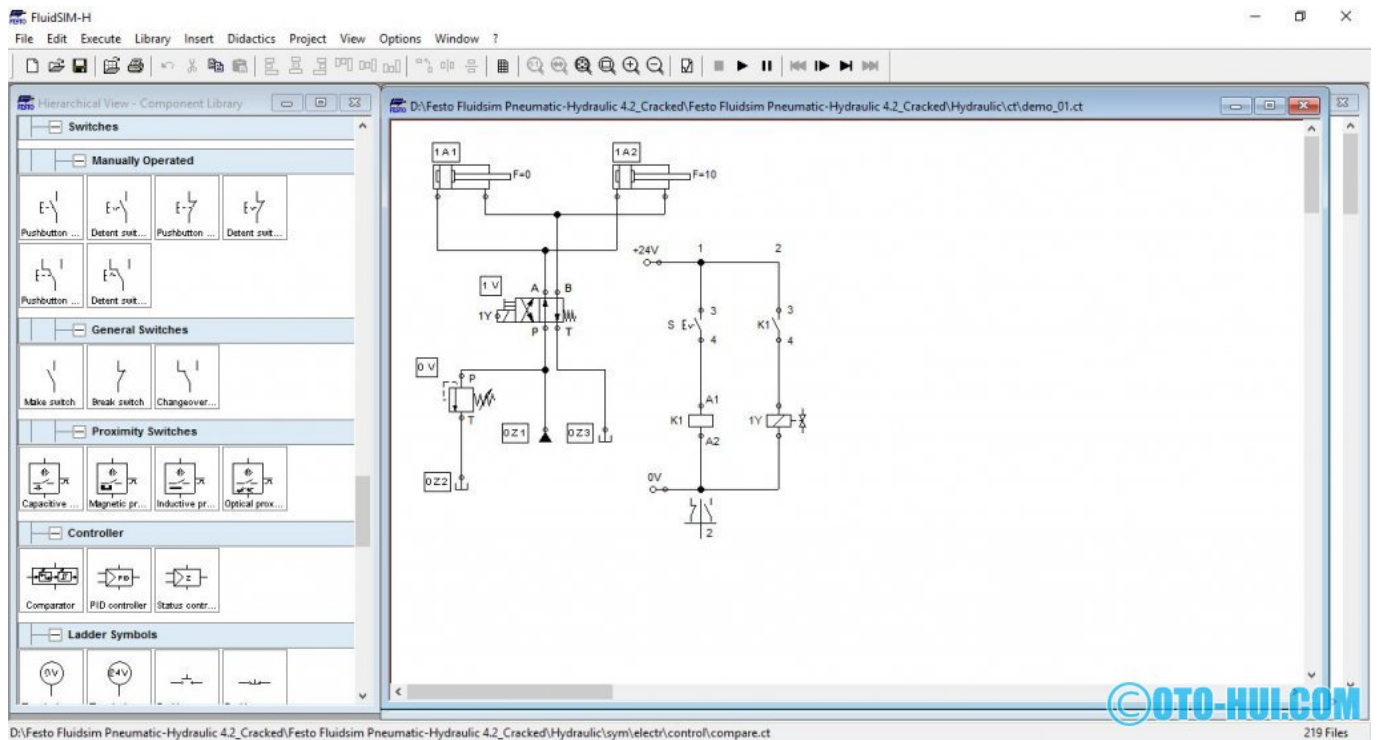 FluidSIM-H
File Edit Execute Library Insert Didactics Project View Options Window ?
Hierarchical View - Component Library
Switches
Manually Operated
Pushbutton ... Detent swit... Pushbutton ... Detent swit...
Pushbutton ... Detent swit...
General Switches
Make switch Break switch Changeover...
Proximity Switches
Capacitive ... Magnetic pr... Inductive pr... Optical prox...
Controller
PID
Comparator PID controller Status contr...
Ladder Symbols
0V 24V
D:\Festo Fluidsim Pneumatic-Hydraulic 4.2_Cracked\Festo Fluidsim Pneumatic-Hydraulic 4.2_Cracked\Hydraulic\ct\demo_01.ct
1A1 1A2
F=0 F=10
+24V 1 2
1V A B
1Y
P T
S 3 K1 3
4 4
0V P
T
A1
K1 1Y
A2
0Z1 0Z3
0Z2
0V
2
©OTO-HUI.COM
D:\Festo Fluidsim Pneumatic-Hydraulic 4.2_Cracked\Festo Fluidsim Pneumatic-Hydraulic 4.2_Cracked\Hydraulic\sym\electr\control\compare.ct 219 Files